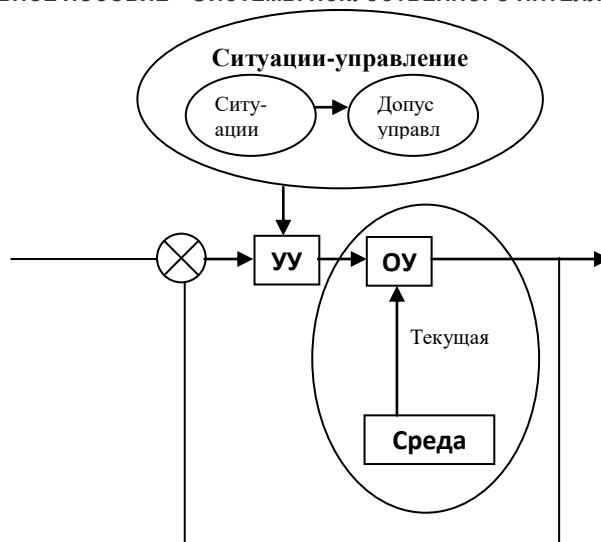 Ситуации-управление
Ситу-
ации
Допус
управл
УУ
ОУ
Текущая
Среда